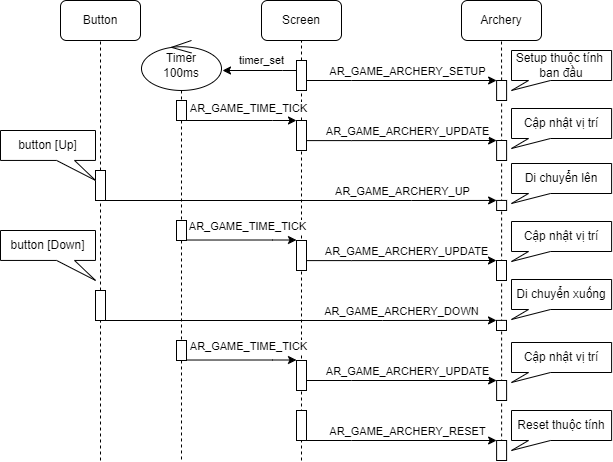 Button
Screen
Archery
Timer
100ms
timer_set
AR_GAME_ARCHERY_SETUP
Setup thuộc tính
ban đầu
AR_GAME_TIME_TICK
AR_GAME_ARCHERY_UPDATE
Cập nhật vị trí
button [Up]
AR_GAME_ARCHERY_UP
Di chuyển lên
AR_GAME_TIME_TICK
AR_GAME_ARCHERY_UPDATE
Cập nhật vị trí
button [Down]
AR_GAME_ARCHERY_DOWN
Di chuyển xuống
AR_GAME_TIME_TICK
AR_GAME_ARCHERY_UPDATE
Cập nhật vị trí
AR_GAME_ARCHERY_RESET
Reset thuộc tính